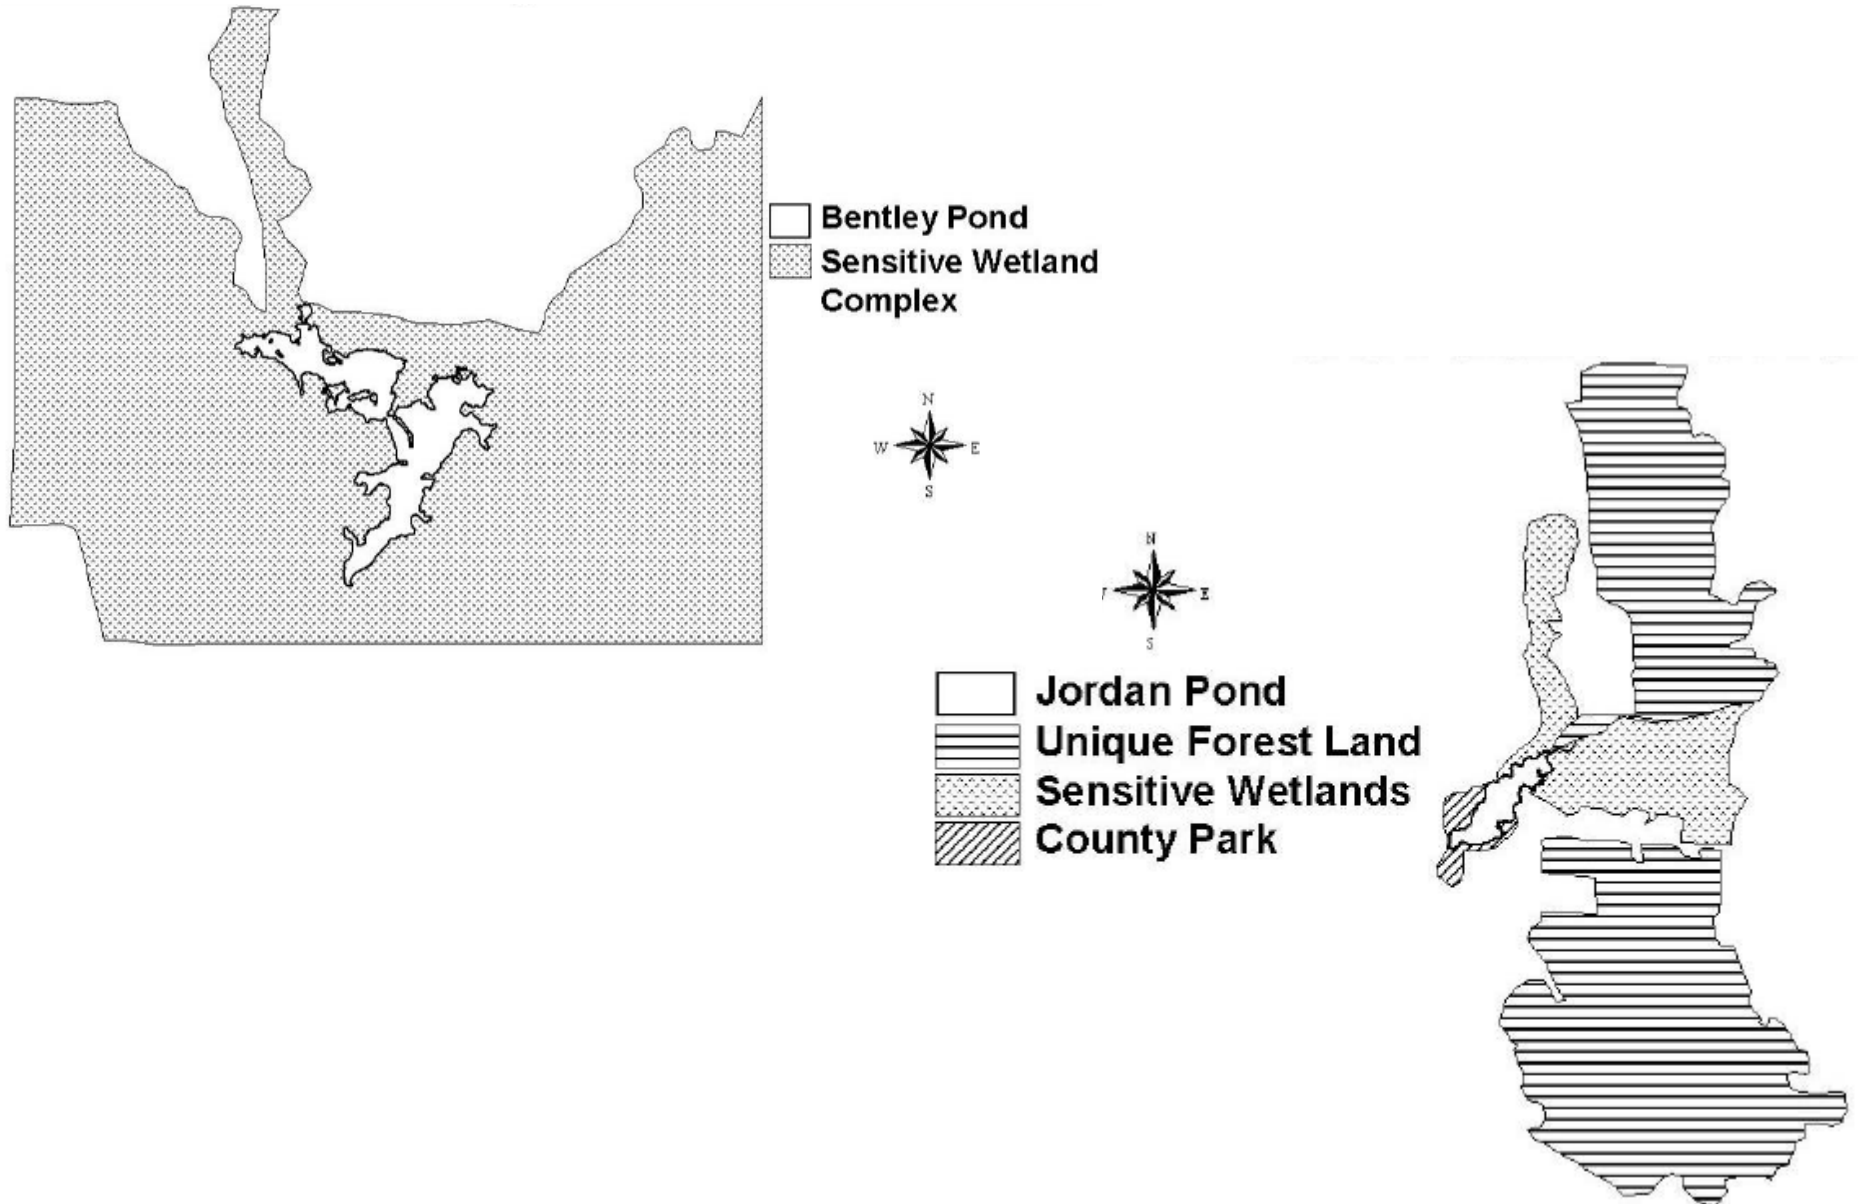 Bentley Pond
Sensitive Wetland
Complex
N
W E
S
N
E
S
Jordan Pond
Unique Forest Land
Sensitive Wetlands
County Park